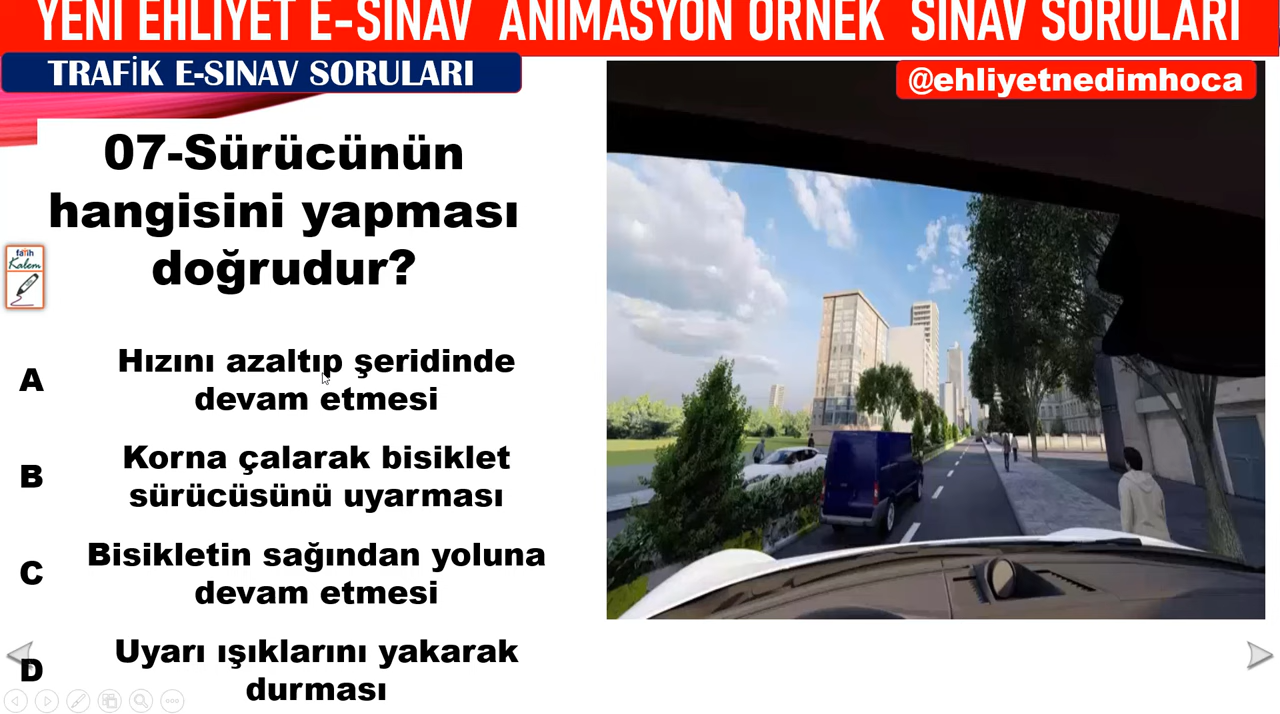 YENİ EHLİYET E-SINAV ANİMASYON ÖRNEK SINAV SORULARI
TRAFİK E-SINAV SORULARI
@ehliyetnedimhoca
07-Sürücünün
hangisini yapması
doğrudur?
fatih
Kalem
A
Hızını azaltıp şeridinde
devam etmesi
B
Korna çalarak bisiklet
sürücüsünü uyarması
C
Bisikletin sağından yoluna
devam etmesi
D
Uyarı ışıklarını yakarak
durması